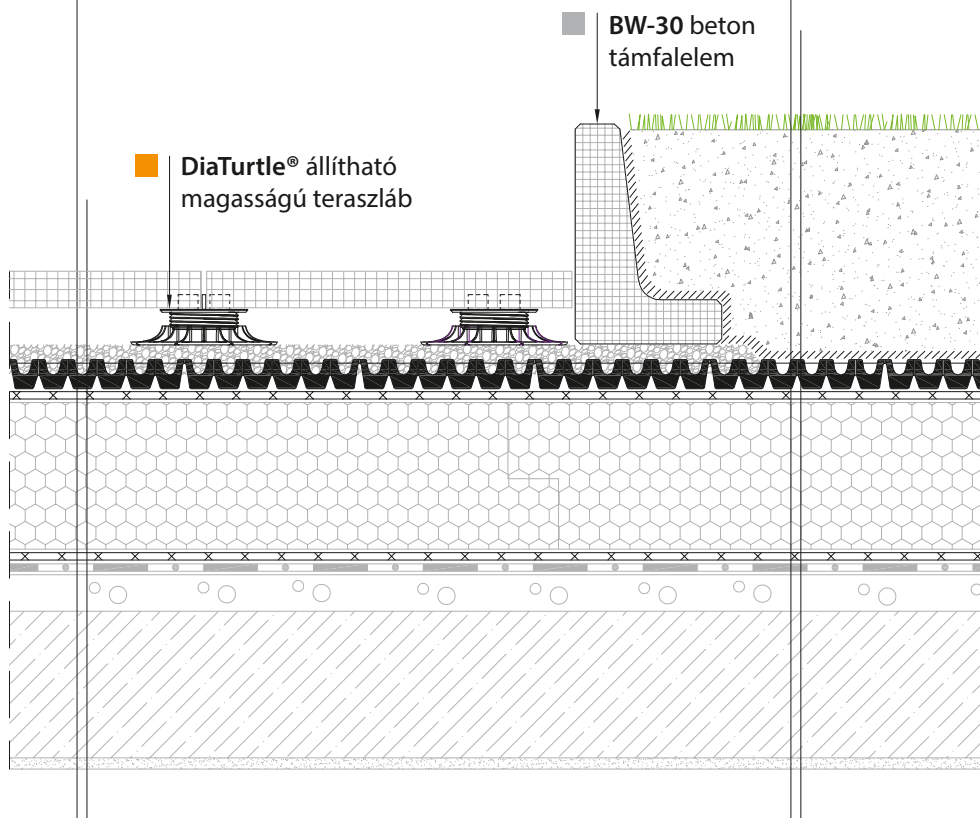 BW-30 beton
támfalelem
DiaTurtle® állítható
magasságú teraszláb